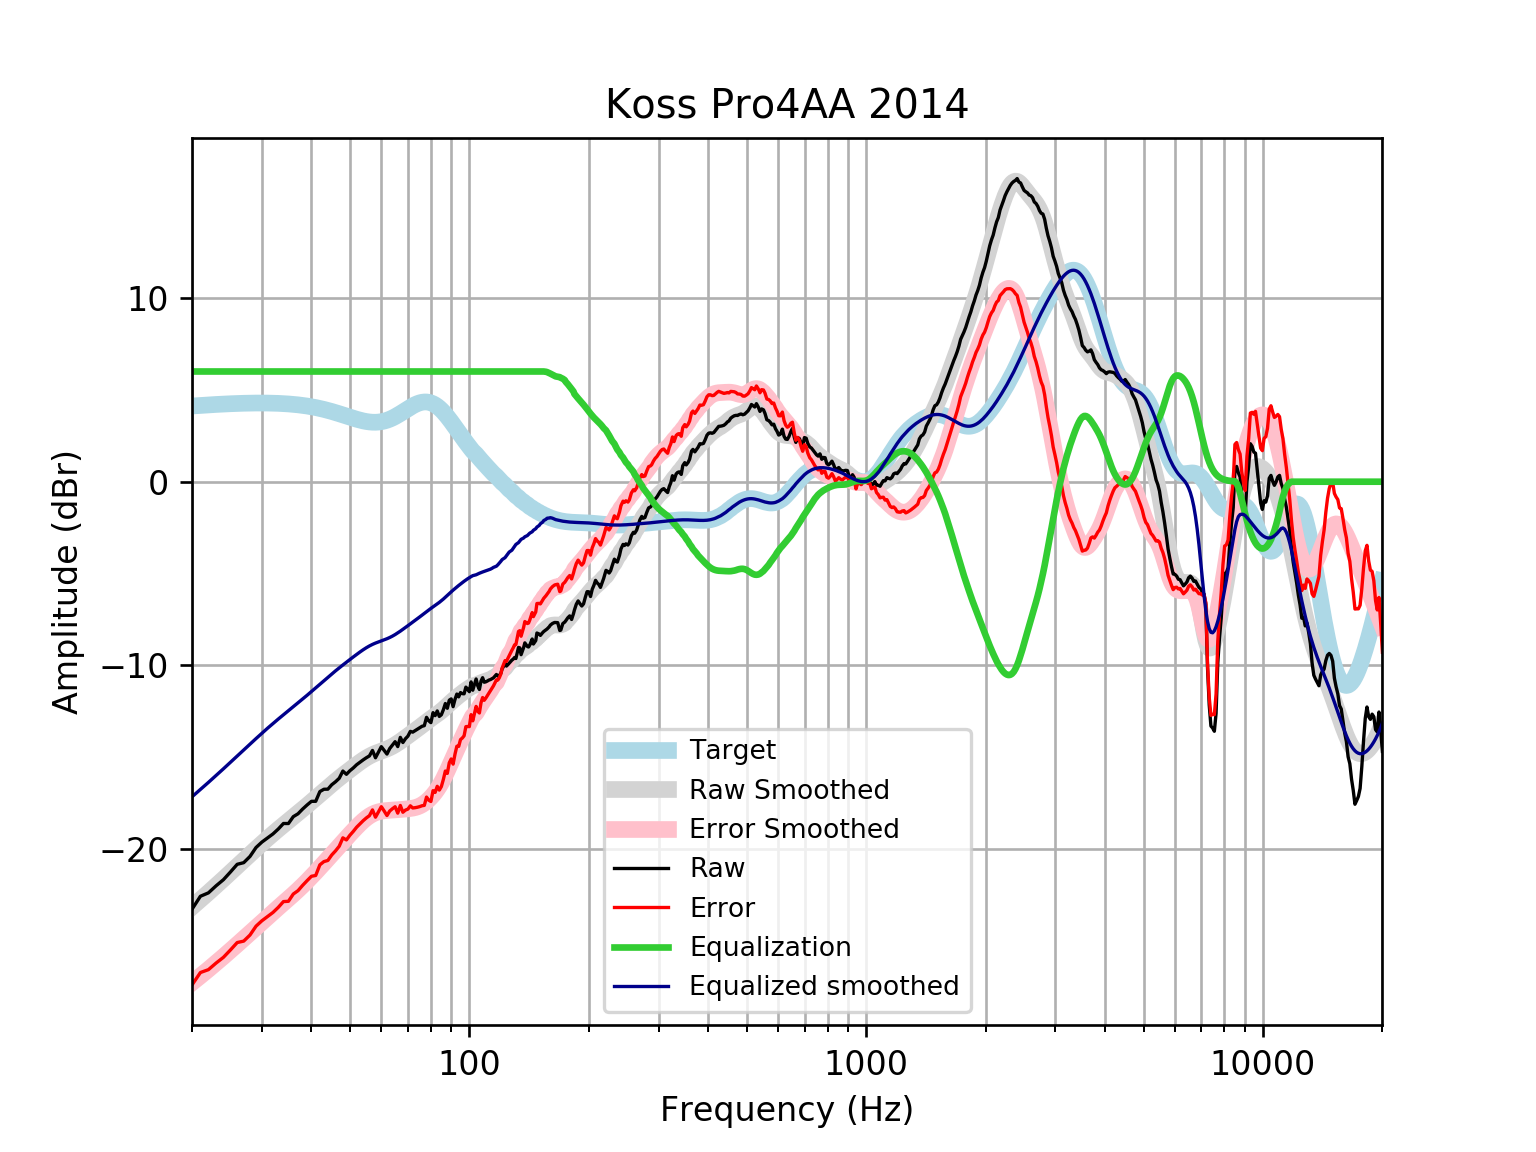 Koss Pro4AA 2014
Amplitude (dBr)
10
0
−10
−20
Target
Raw Smoothed
Error Smoothed
Raw
Error
Equalization
Equalized smoothed
100
1000
10000
Frequency (Hz)